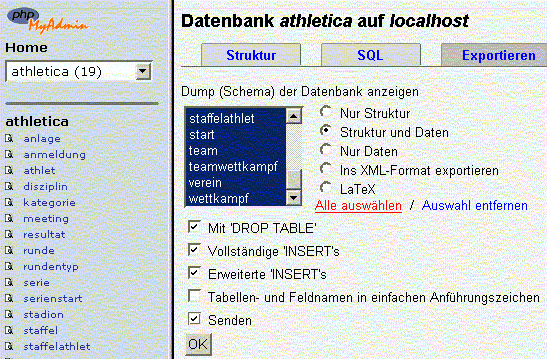 php
MyAdmin
Home
athletica (19)
athletica
anlage
anmeldung
athlet
disziplin
kategorie
meeting
resultat
runde
rundentyp
serie
serienstart
stadion
staffel
staffelathlet
Datenbank athletica auf localhost
Struktur SQL Exportieren
Dump (Schema) der Datenbank anzeigen
staffelathlet
start
team
teamwettkampf
verein
wettkampf
Nur Struktur
Struktur und Daten
Nur Daten
Ins XML-Format exportieren
LaTeX
Alle auswählen / Auswahl entfernen
Mit 'DROP TABLE'
Vollständige 'INSERT's
Erweiterte 'INSERT's
Tabellen- und Feldnamen in einfachen Anführungszeichen
Senden
OK